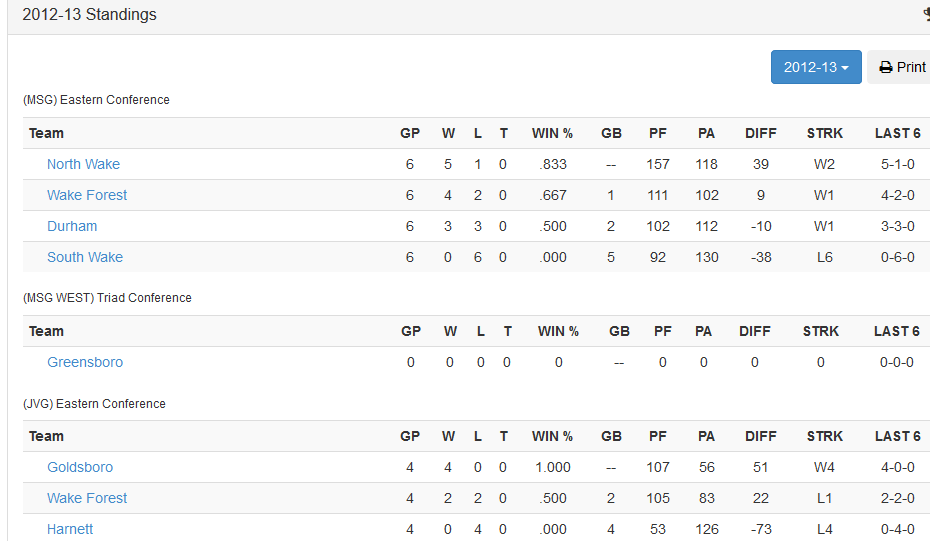 2012-13 Standings
2012-13 Print
(MSG) Eastern Conference
Team GP W L T WIN % GB PF PA DIFF STRK LAST 6
North Wake 6 5 1 0 .833 -- 157 118 39 W2 5-1-0
Wake Forest 6 4 2 0 .667 1 111 102 9 W1 4-2-0
Durham 6 3 3 0 .500 2 102 112 -10 W1 3-3-0
South Wake 6 0 6 0 .000 5 92 130 -38 L6 0-6-0
(MSG WEST) Triad Conference
Team GP W L T WIN % GB PF PA DIFF STRK LAST 6
Greensboro 0 0 0 0 0 -- 0 0 0 0 0-0-0
(JVG) Eastern Conference
Team GP W L T WIN % GB PF PA DIFF STRK LAST 6
Goldsboro 4 4 0 0 1.000 -- 107 56 51 W4 4-0-0
Wake Forest 4 2 2 0 .500 2 105 83 22 L1 2-2-0
Harnett 4 0 4 0 .000 4 53 126 -73 L4 0-4-0